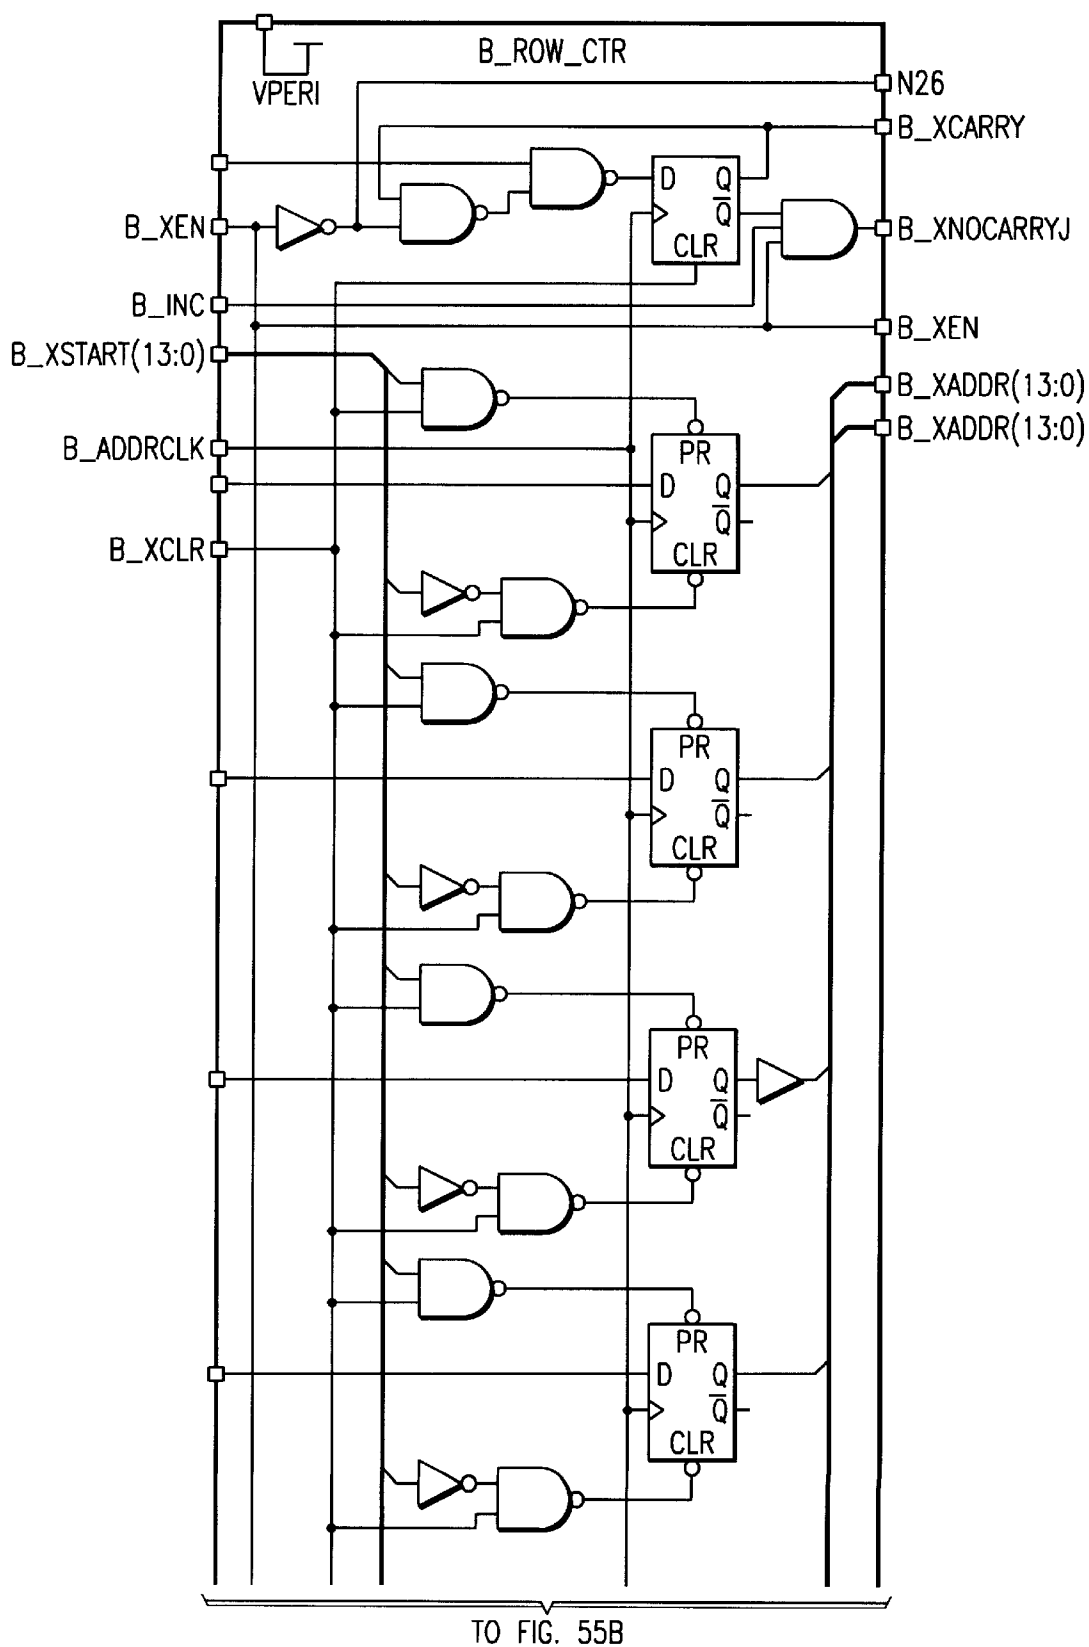 B_ROW_CTR
VPERI
N26
B_XCARRY
D Q
Q
CLR
B_XEN
B_XNOCARRYJ
B_INC
B_XEN
B_XSTART(13:0)
B_XADDR(13:0)
B_XADDR(13:0)
B_ADDRCLK
PR
D Q
Q
CLR
B_XCLR
PR
D Q
Q
CLR
PR
D Q
Q
CLR
PR
D Q
Q
CLR
TO FIG. 55B